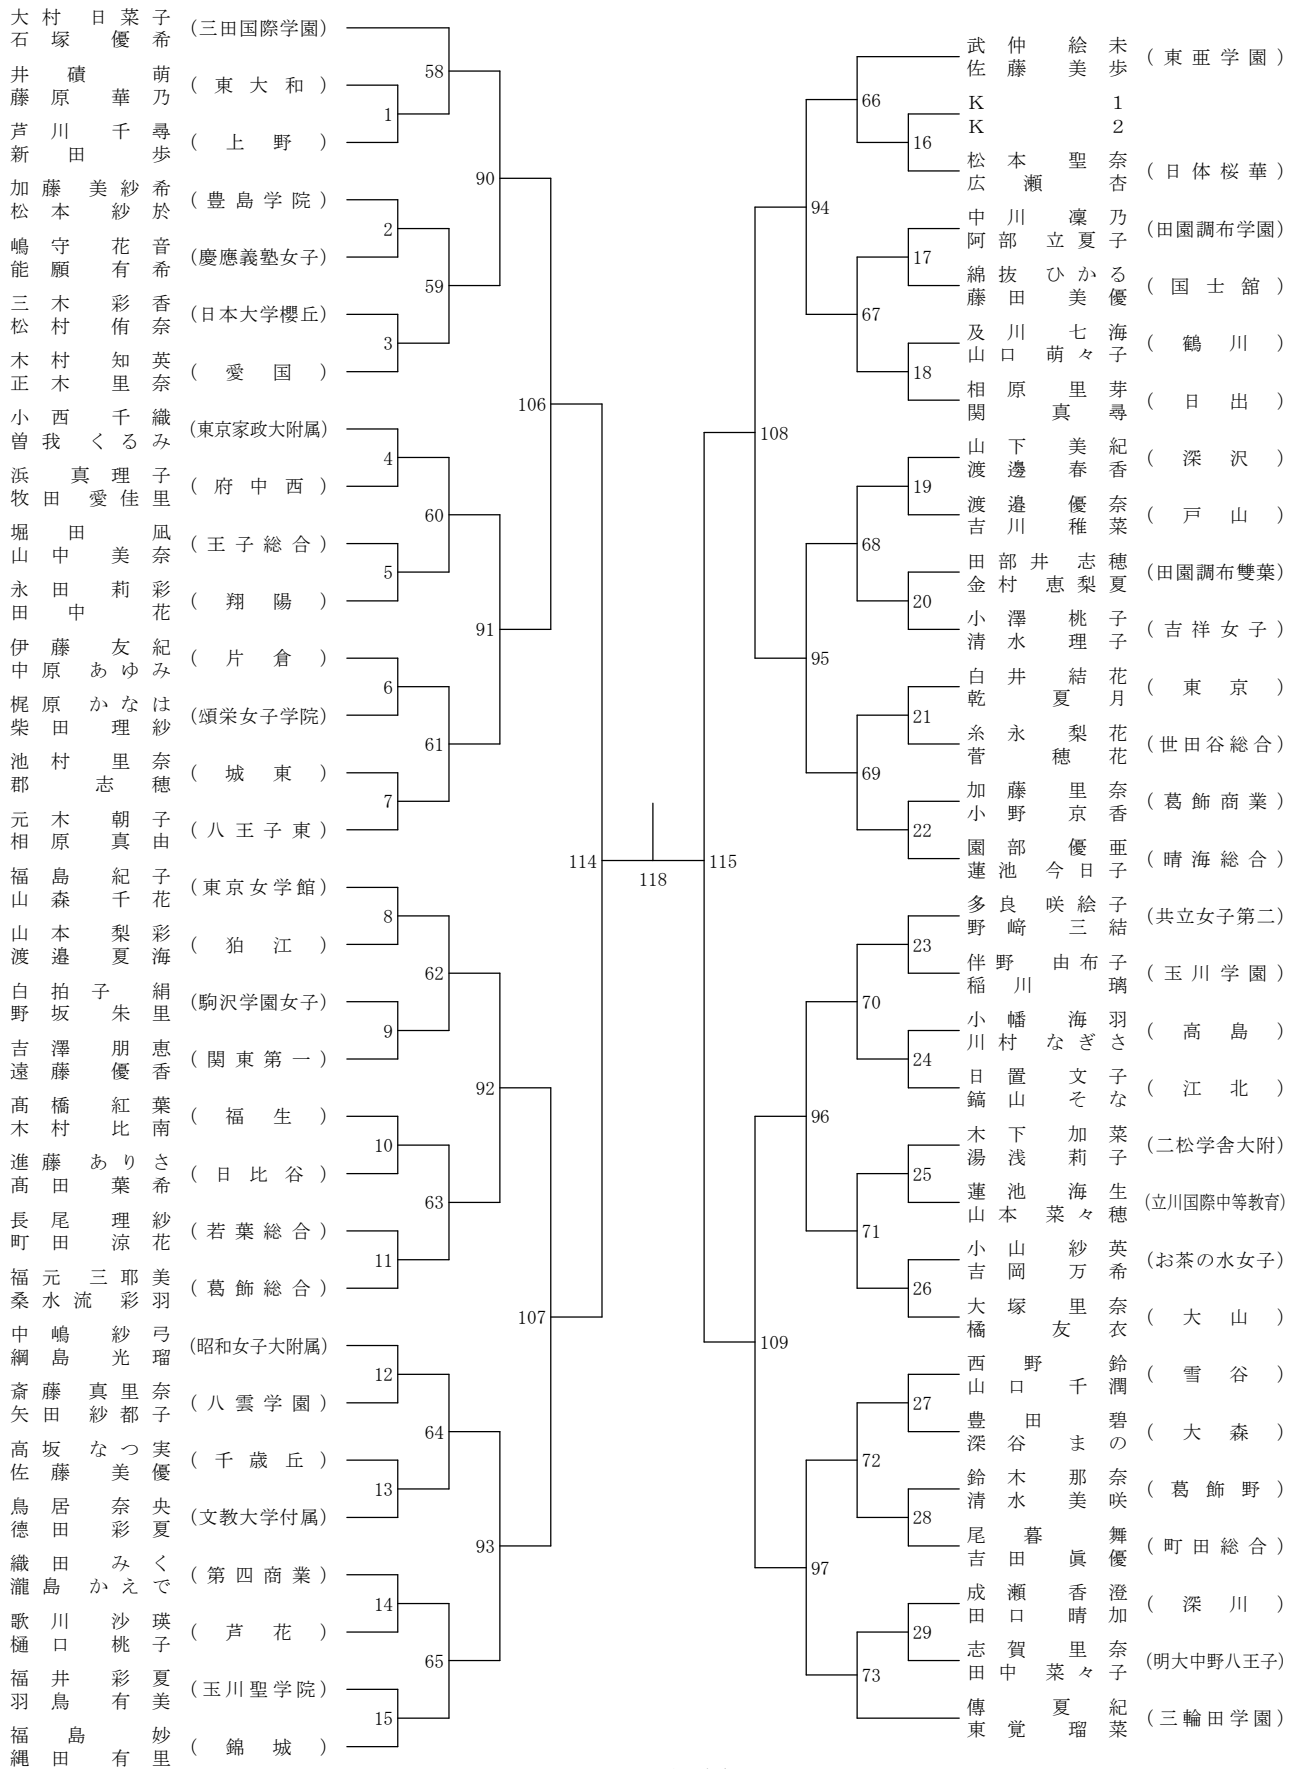 大村 日菜子
石塚 優希
(三田国際学園)
井磧 萌
藤原 華乃
(東大和)
芦川 千尋
新田 歩
(上野)
加藤 美紗希
松本 紗於
(豊島学院)
嶋守 花音
能願 有希
(慶應義塾女子)
三木 彩香
松村 侑奈
(日本大学櫻丘)
木村 知英
正木 里奈
(愛国)
小西 千織
曽我 くるみ
(東京家政大附属)
浜 真理子
牧田 愛佳里
(府中西)
堀田 凪
山中 美奈
(王子総合)
永田 莉彩
田中 花
(翔陽)
伊藤 友紀
中原 あゆみ
(片倉)
梶原 かなは
柴田 理紗
(頌栄女子学院)
池村 里奈
郡 志穂
(城東)
元木 朝子
相原 真由
(八王子東)
福島 紀子
山森 千花
(東京女学館)
山本 梨彩
渡邉 夏海
(狛江)
白拍子 絹
野坂 朱里
(駒沢学園女子)
吉澤 朋恵
遠藤 優香
(関東第一)
髙橋 紅葉
木村 比南
(福生)
進藤 ありさ
髙田 葉希
(日比谷)
長尾 理紗
町田 涼花
(若葉総合)
福元 三耶美
桑水流 彩羽
(葛飾総合)
中嶋 紗弓
綱島 光瑠
(昭和女子大附属)
斎藤 真里奈
矢田 紗都子
(八雲学園)
高坂 なつ実
佐藤 美優
(千歳丘)
鳥居 奈央
德田 彩夏
(文教大学付属)
織田 みく
瀧島 かえで
(第四商業)
歌川 沙瑛
樋口 桃子
(芦花)
福井 彩夏
羽鳥 有美
(玉川聖学院)
福島 妙
縄田 有里
(錦城)
1
2
3
4
5
6
7
8
9
10
11
12
13
14
15
58
59
60
61
62
63
64
65
90
91
92
93
106
107
114
118
115
108
109
94
95
96
97
66
67
68
69
70
71
72
73
16
17
18
19
20
21
22
23
24
25
26
27
28
29
武仲 絵未
佐藤 美歩
(東亜学園)
K 1
K 2
松本 聖奈
広瀬 杏
(日体桜華)
中川 凜乃
阿部 立夏子
(田園調布学園)
綿抜 ひかる
藤田 美優
(国士舘)
及川 七海
山口 萌々子
(鶴川)
相原 里芽
関 真尋
(日出)
山下 美紀
渡邊 春香
(深沢)
渡邉 優奈
吉川 稚菜
(戸山)
田部井 志穂
金村 恵梨夏
(田園調布雙葉)
小澤 桃子
清水 理子
(吉祥女子)
白井 結花
乾 夏月
(東京)
糸永 梨花
菅 穂花
(世田谷総合)
加藤 里奈
小野 京香
(葛飾商業)
園部 優亜
蓮池 今日子
(晴海総合)
多良 咲絵子
野﨑 三結
(共立女子第二)
伴野 由布子
稲川 璃
(玉川学園)
小幡 海羽
川村 なぎさ
(高島)
日置 文子
鎬山 そな
(江北)
木下 加菜
湯浅 莉子
(二松学舎大附)
蓮池 海生
山本 菜々穂
(立川国際中等教育)
小山 紗英
吉岡 万希
(お茶の水女子)
大塚 里奈
橘 友衣
(大山)
西野 鈴
山口 千潤
(雪谷)
豊田 碧
深谷 まの
(大森)
鈴木 那奈
清水 美咲
(葛飾野)
尾暮 舞
吉田 眞優
(町田総合)
成瀬 香澄
田口 晴加
(深川)
志賀 里奈
田中 菜々子
(明大中野八王子)
傳 夏紀
東覚 瑠菜
(三輪田学園)